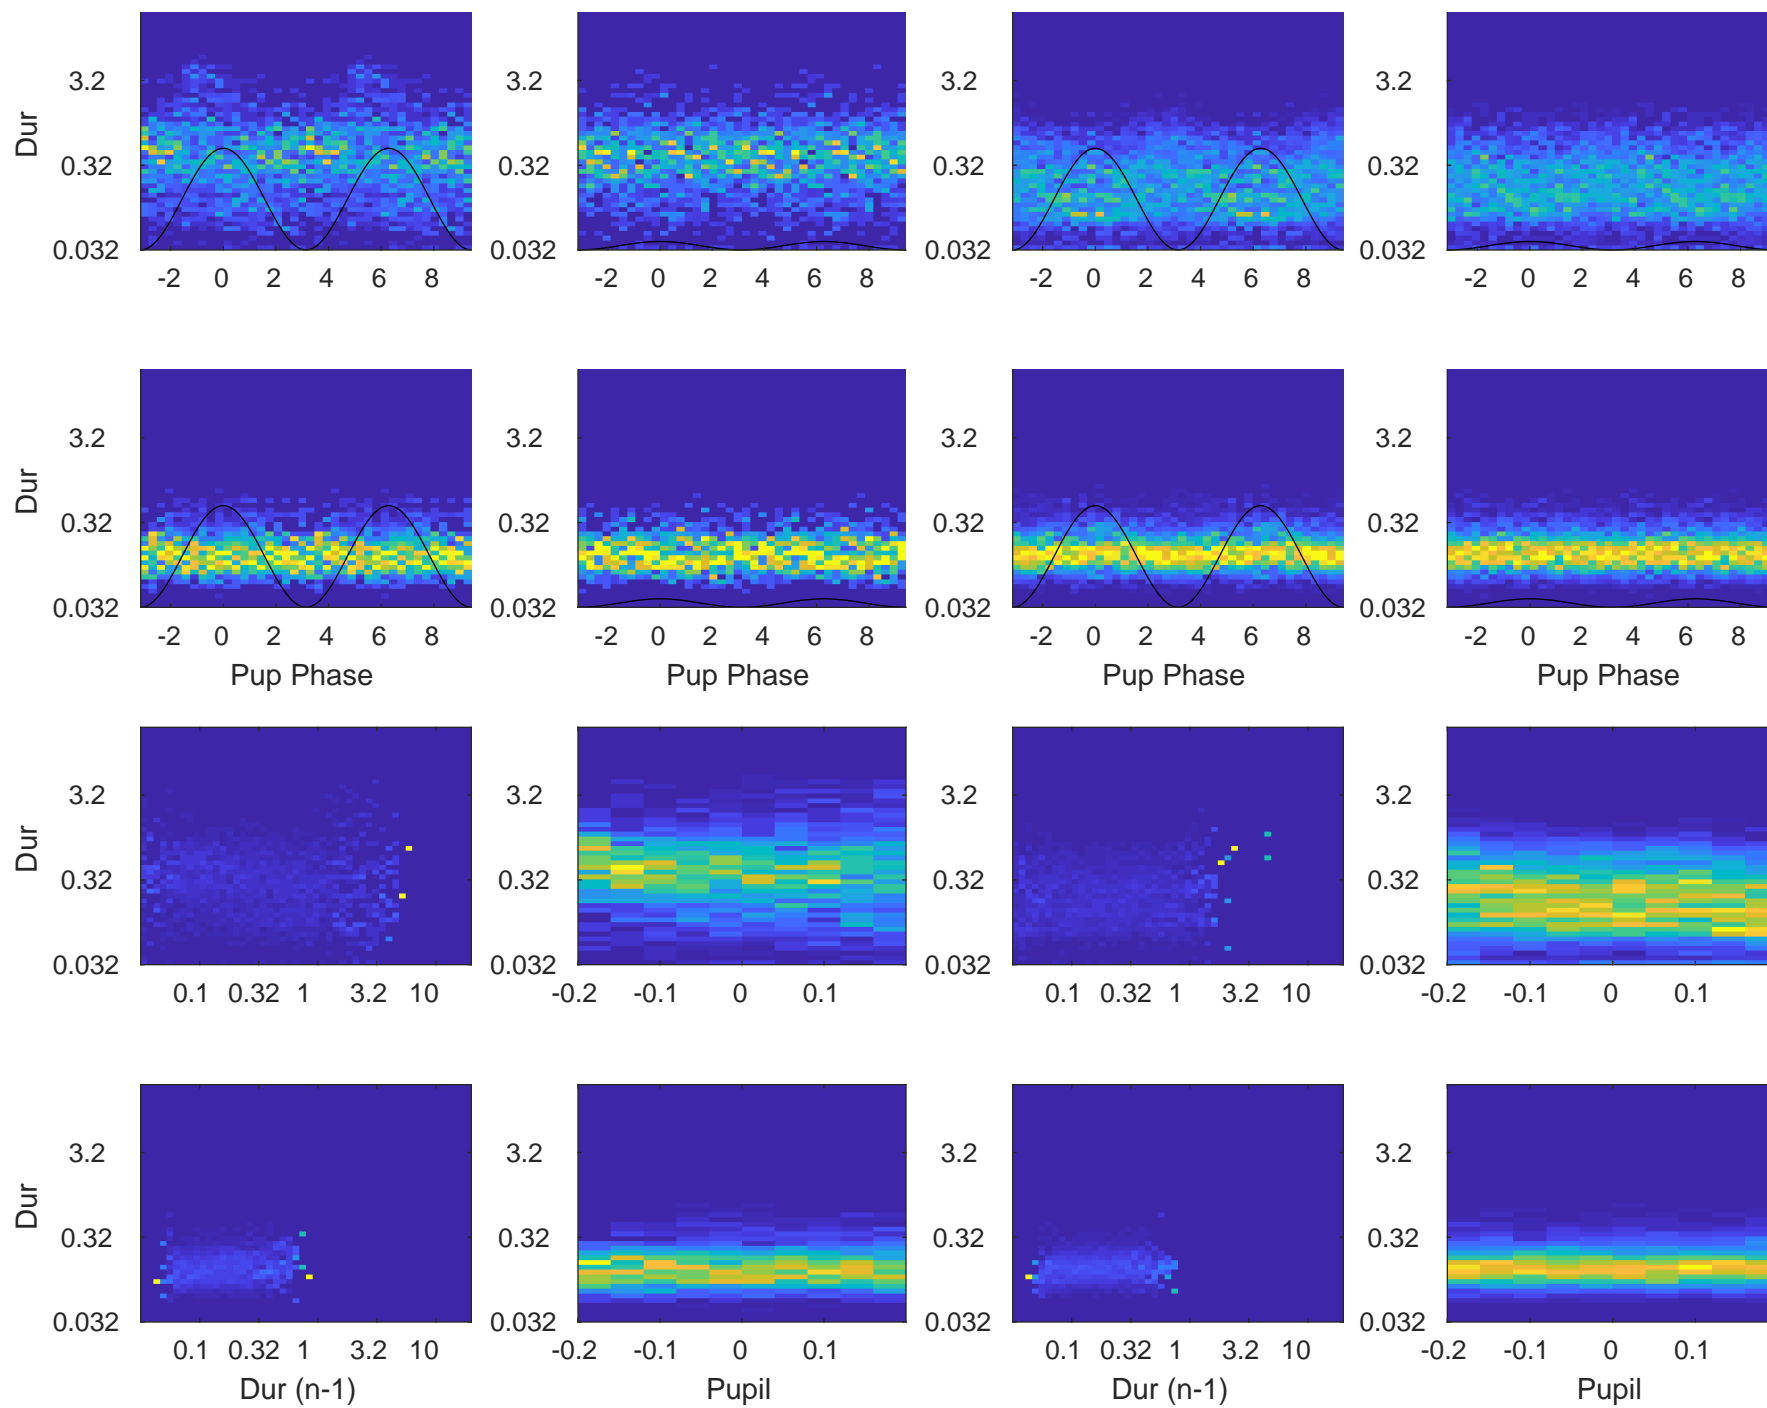 3.2 3.2 3.2 3.2
Dur
0.32 0.32 0.32 0.32
0.032 0.032 0.032 0.032
-2 0 2 4 6 8 -2 0 2 4 6 8 -2 0 2 4 6 8 -2 0 2 4 6 8
3.2 3.2 3.2 3.2
Dur
0.32 0.32 0.32 0.32
0.032 0.032 0.032 0.032
-2 0 2 4 6 8 -2 0 2 4 6 8 -2 0 2 4 6 8 -2 0 2 4 6 8
Pup Phase Pup Phase Pup Phase Pup Phase
3.2 3.2 3.2 3.2
Dur
0.32 0.32 0.32 0.32
0.032 0.032 0.032 0.032
0.1 0.32 1 3.2 10 -0.2 -0.1 0 0.1 0.1 0.32 1 3.2 10 -0.2 -0.1 0 0.1
3.2 3.2 3.2 3.2
Dur
0.32 0.32 0.32 0.32
0.032 0.032 0.032 0.032
0.1 0.32 1 3.2 10 -0.2 -0.1 0 0.1 0.1 0.32 1 3.2 10 -0.2 -0.1 0 0.1
Dur (n-1) Pupil Dur (n-1) Pupil